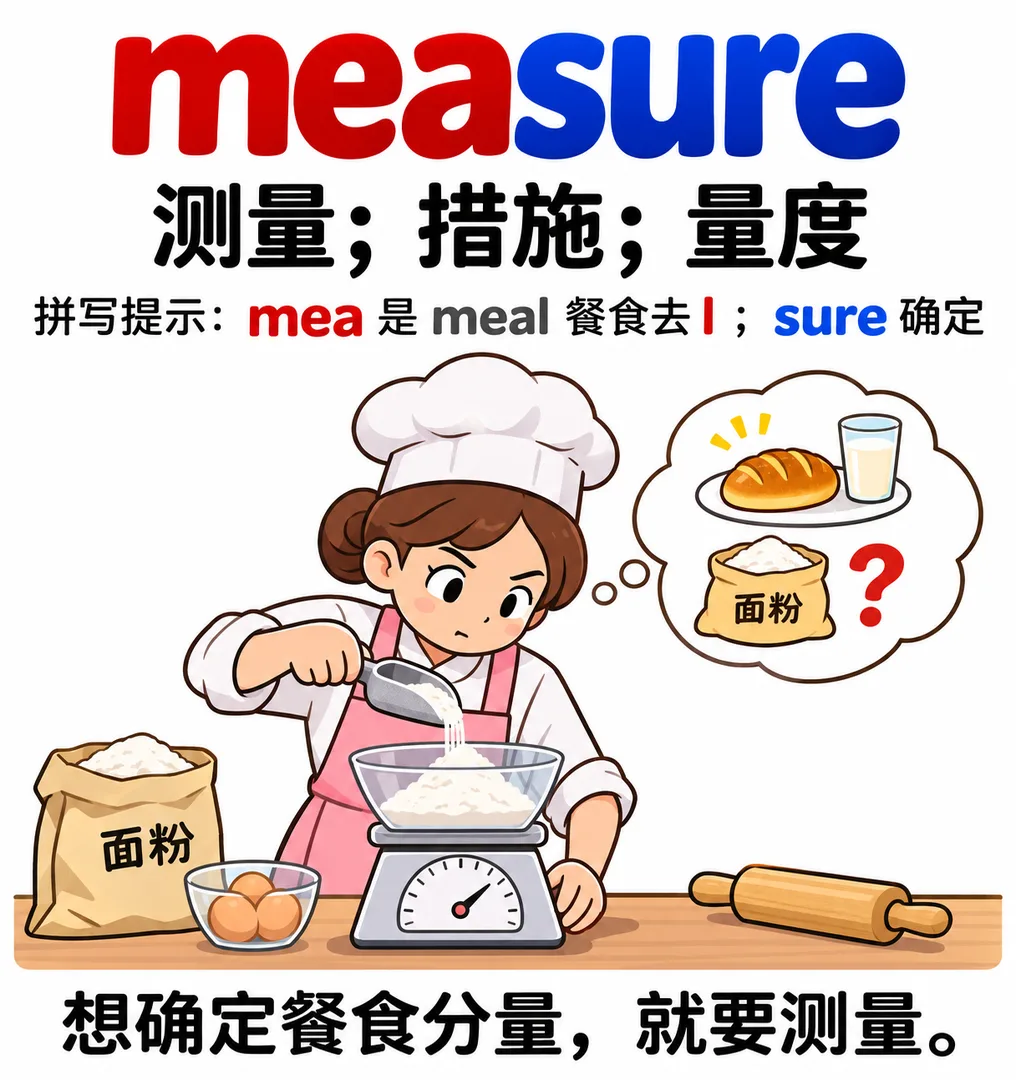 measure
测量；措施；量度
拼写提示：mea 是 meal 餐食去 l ；sure 确定
面粉
?
面粉
想确定餐食分量，就要测量。